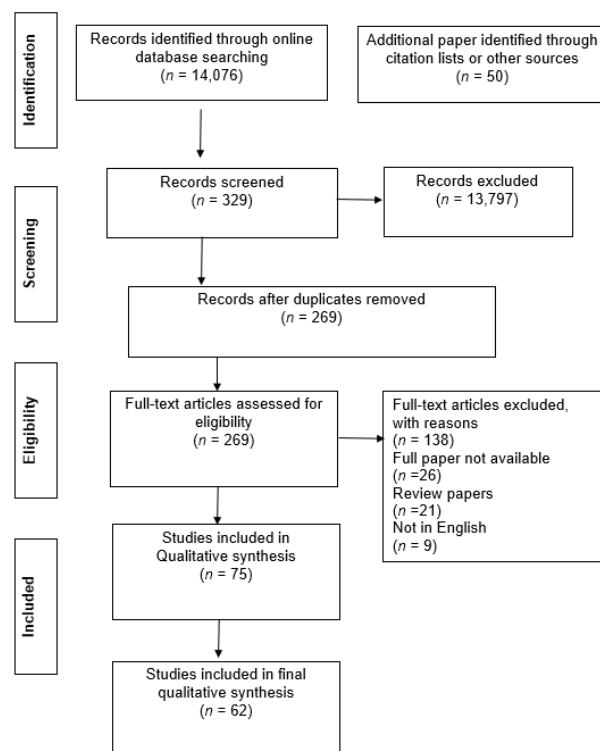 Identification
Records identified through online
database searching
(n = 14,076)
Additional paper identified through
citation lists or other sources
(n = 50)
Screening
Records screened
(n = 329)
Records excluded
(n = 13,797)
Records after duplicates removed
(n = 269)
Eligibility
Full-text articles assessed for
eligibility
(n = 269)
Full-text articles excluded,
with reasons
(n = 138)
Full paper not available
(n =26)
Review papers
(n =21)
Not in English
(n = 9)
Included
Studies included in
Qualitative synthesis
(n = 75)
Studies included in final
qualitative synthesis
(n = 62)